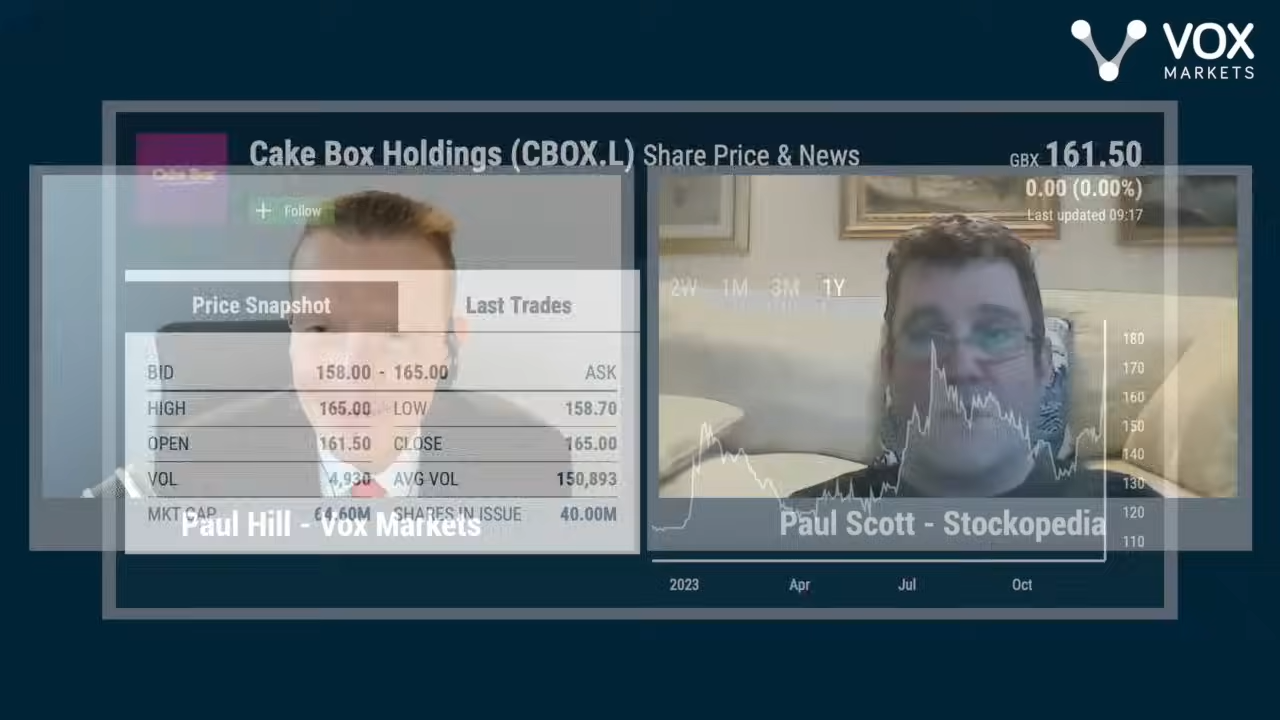 VOX
MARKETS
Cake Box Holdings (CBOX.L) Share Price & News
GBX 161.50
Cake Box
0.00 (0.00%)
+ Follow
Last updated 09:17
2W 1M 3M 1Y
Price Snapshot Last Trades
BID 158.00 - 165.00 ASK
HIGH 165.00 LOW 158.70
OPEN 161.50 CLOSE 165.00
VOL 4,930 AVG VOL 150,893
MKT CAP 64.60M SHARES IN ISSUE 40.00M
Paul Hill - Vox Markets
Paul Scott - Stockopedia
180
170
160
150
140
130
120
110
2023 Apr Jul Oct